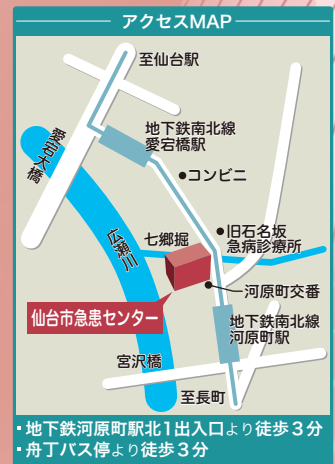 アクセスMAP
至仙台駅
愛宕大橋
地下鉄南北線
愛宕橋駅
●コンビニ
広瀬川
七郷掘
旧石名坂
急病診療所
河原町交番
仙台市急患センター
地下鉄南北線
河原町駅
宮沢橋
至長町
▪地下鉄河原町駅北1出入口より徒歩3分
▪舟丁バス停より徒歩3分